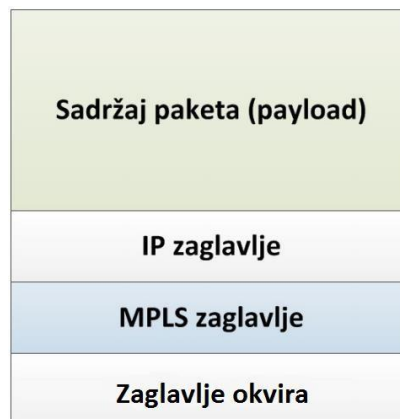 Sadržaj paketa (payload)
IP zaglavlje
MPLS zaglavlje
Zaglavlje okvira